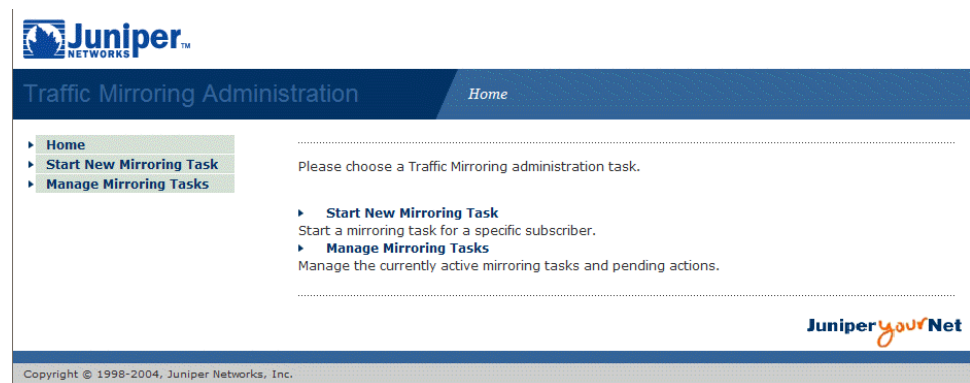 Juniper™
NETWORKS
Traffic Mirroring Administration
Home
Home
Start New Mirroring Task
Manage Mirroring Tasks
Please choose a Traffic Mirroring administration task.
Start New Mirroring Task
Start a mirroring task for a specific subscriber.
Manage Mirroring Tasks
Manage the currently active mirroring tasks and pending actions.
Juniper your Net
Copyright © 1998-2004, Juniper Networks, Inc.